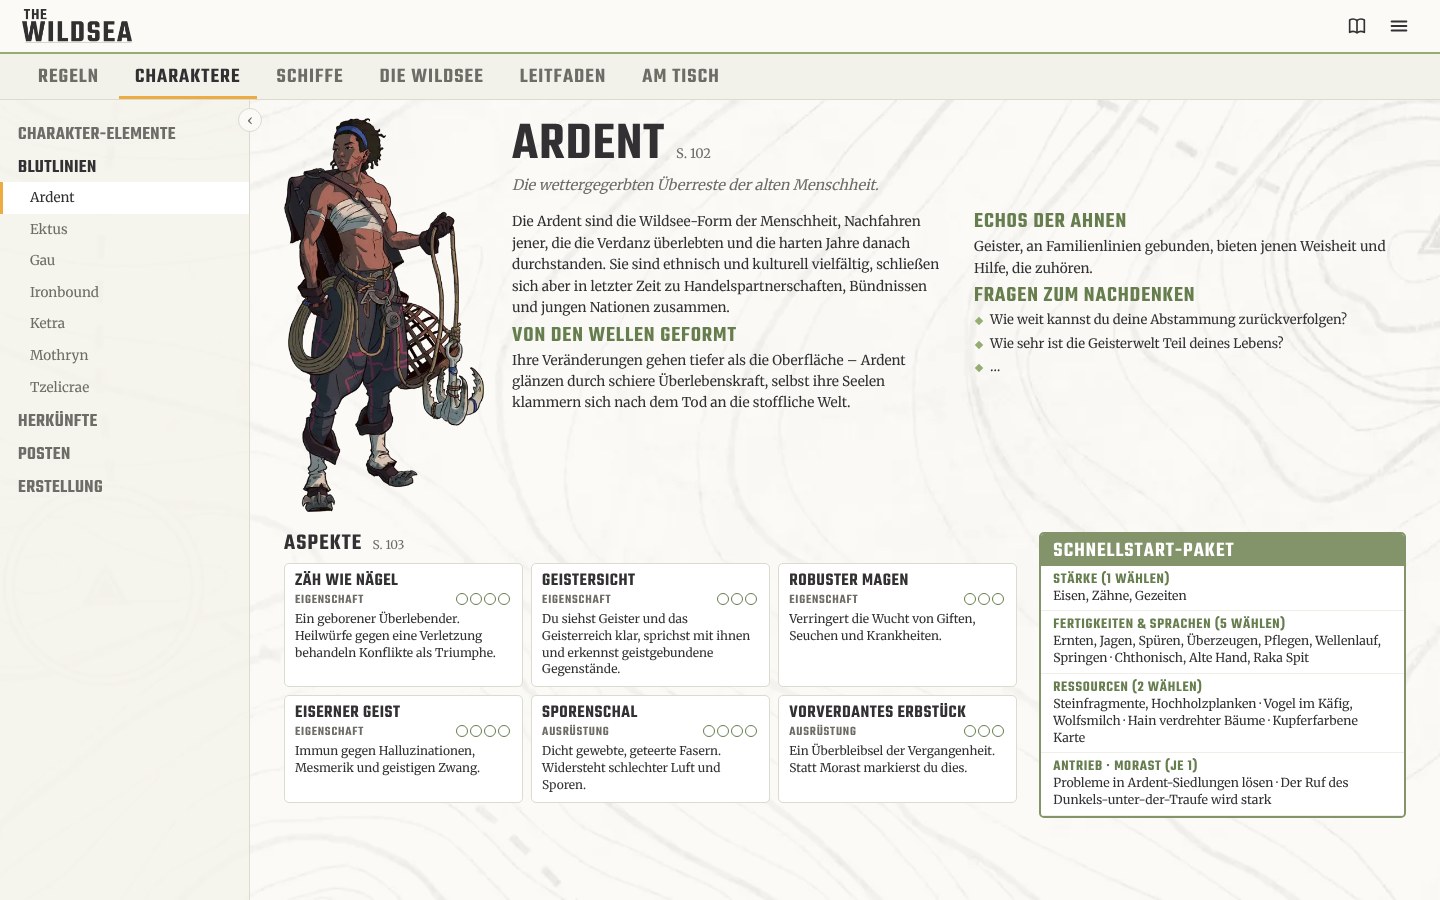 THE
WILDSEA
REGELN
CHARAKTERE
SCHIFFE
DIE WILDSEE
LEITFADEN
AM TISCH
CHARAKTER-ELEMENTE
BLUTLINIEN
Ardent
Ektus
Gau
Ironbound
Ketra
Mothryn
Tzelicrae
HERKÜNFTE
POSTEN
ERSTELLUNG
ARDENT S. 102
Die wettergegerbten Überreste der alten Menschheit.
Die Ardent sind die Wildsee-Form der Menschheit, Nachfahren
jener, die die Verdanz überlebten und die harten Jahre danach
durchstanden. Sie sind ethnisch und kulturell vielfältig, schließen
sich aber in letzter Zeit zu Handelspartnerschaften, Bündnissen
und jungen Nationen zusammen.
VON DEN WELLEN GEFORMT
Ihre Veränderungen gehen tiefer als die Oberfläche – Ardent
glänzen durch schiere Überlebenskraft, selbst ihre Seelen
klammern sich nach dem Tod an die stoffliche Welt.
ECHOS DER AHNEN
Geister, an Familienlinien gebunden, bieten jenen Weisheit und
Hilfe, die zuhören.
FRAGEN ZUM NACHDENKEN
Wie weit kannst du deine Abstammung zurückverfolgen?
Wie sehr ist die Geisterwelt Teil deines Lebens?
...
ASPEKTE S. 103
ZÄH WIE NÄGEL
EIGENSCHAFT
Ein geborener Überlebender.
Heilwürfe gegen eine Verletzung
behandeln Konflikte als Triumphe.
GEISTERSICHT
EIGENSCHAFT
Du siehst Geister und das
Geisterreich klar, sprichst mit ihnen
und erkennst geistgebundene
Gegenstände.
ROBUSTER MAGEN
EIGENSCHAFT
Verringert die Wucht von Giften,
Seuchen und Krankheiten.
EISERNER GEIST
EIGENSCHAFT
Immun gegen Halluzinationen,
Mesmerik und geistigen Zwang.
SPORENSCHAL
AUSRÜSTUNG
Dicht gewebte, geteerte Fasern.
Widersteht schlechter Luft und
Sporen.
VORVERDANTES ERBSTÜCK
AUSRÜSTUNG
Ein Überbleibsel der Vergangenheit.
Statt Morast markierst du dies.
SCHNELLSTART-PAKET
STÄRKE (1 WÄHLEN)
Eisen, Zähne, Gezeiten
FERTIGKEITEN & SPRACHEN (5 WÄHLEN)
Ernten, Jagen, Spüren, Überzeugen, Pflegen, Wellenlauf,
Springen · Chthonisch, Alte Hand, Raka Spit
RESSOURCEN (2 WÄHLEN)
Steinfragmente, Hochholzplanken · Vogel im Käfig,
Wolfsmilch · Hain verdrehter Bäume · Kupferfarbene
Karte
ANTRIEB · MORAST (JE 1)
Probleme in Ardent-Siedlungen lösen · Der Ruf des
Dunkels-unter-der-Traufe wird stark